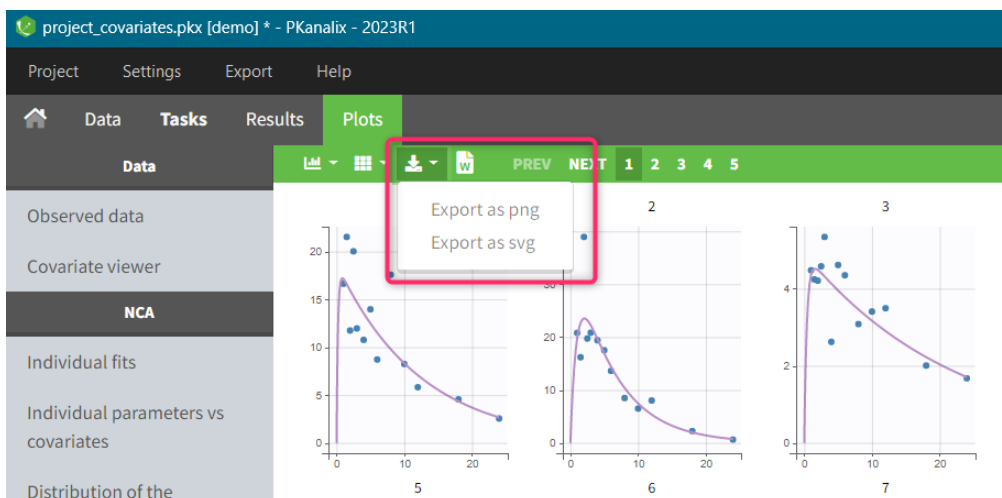 project_covariates.pkx [demo] * - PKanalix - 2023R1
Project Settings Export Help
Data Tasks Results Plots
Data
W PREV NEXT 1 2 3 4 5
Observed data
Covariate viewer
NCA
Individual fits
Individual parameters vs
covariates
Distribution of the
Export as png
Export as svg
2
3
20
15
10
5
0
0 10 20
30
20
10
0
0 10 20
4
2
0
0 10 20
5
6
7